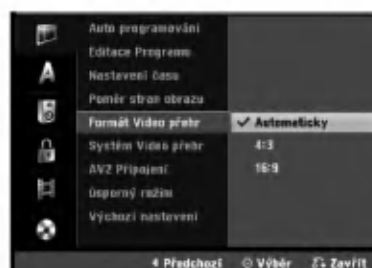 Auto programování
Editace Programu
Nastavení času
Poměr stran obrazu
Formát Video přehr ✓ Automaticky
Systém Video přehr 4:3
AV2 Připojení 16:9
Úsporný režim
Výchozí nastavení
Předchozí Výběr Zavřít